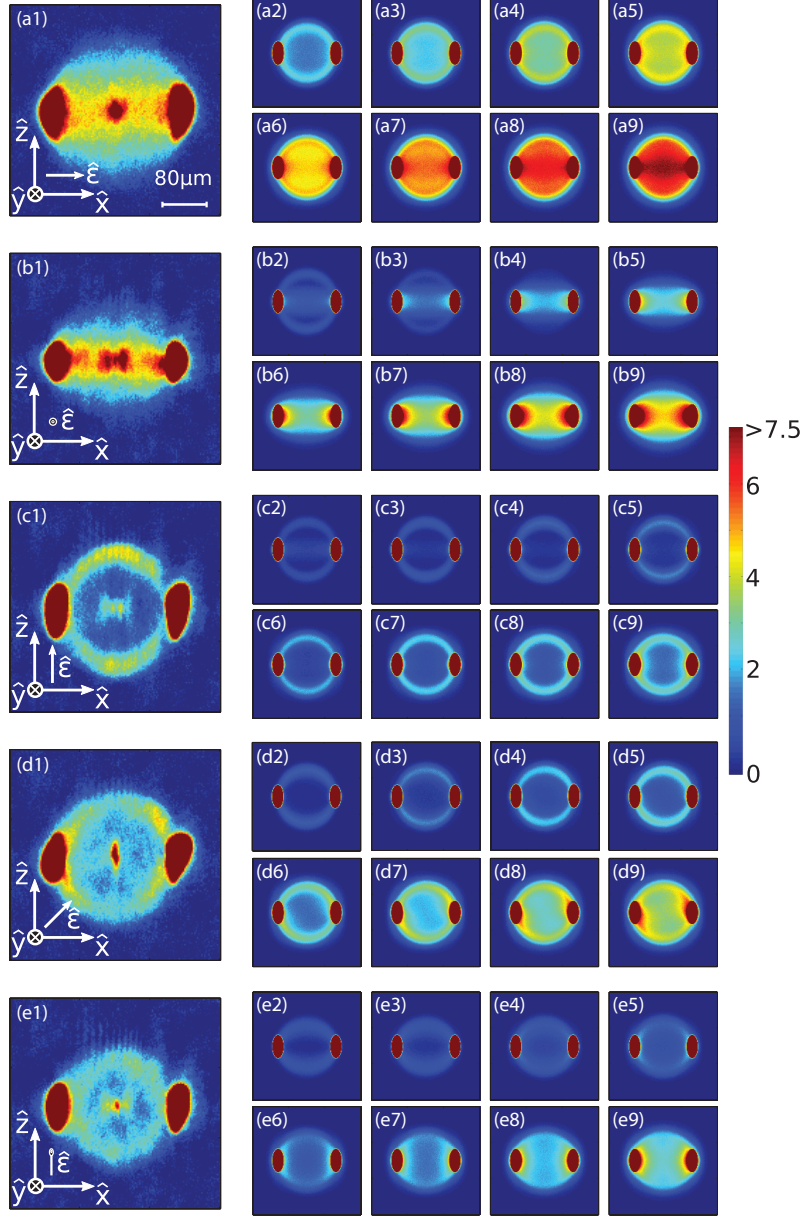 (a1)
ẑ
ε̂
80μm
ŷ
x̂
(a2)
(a3)
(a4)
(a5)
(a6)
(a7)
(a8)
(a9)
(b1)
ẑ
ε̂
ŷ
x̂
(b2)
(b3)
(b4)
(b5)
(b6)
(b7)
(b8)
(b9)
(c1)
ẑ
ε̂
ŷ
x̂
(c2)
(c3)
(c4)
(c5)
(c6)
(c7)
(c8)
(c9)
(d1)
ẑ
ε̂
ŷ
x̂
(d2)
(d3)
(d4)
(d5)
(d6)
(d7)
(d8)
(d9)
(e1)
ẑ
ε̂
ŷ
x̂
(e2)
(e3)
(e4)
(e5)
(e6)
(e7)
(e8)
(e9)
>7.5
6
4
2
0